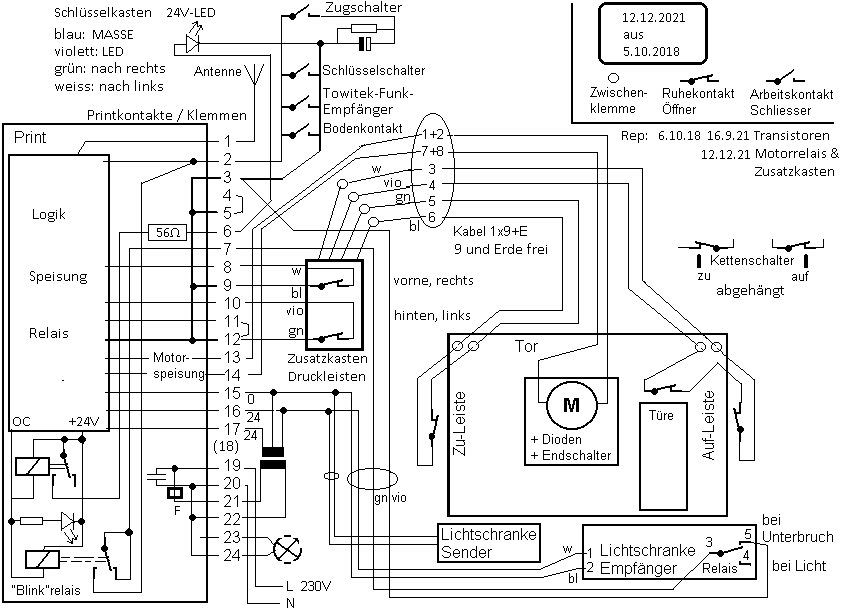 Schlüsselkasten 24V-LED
blau: MASSE
violett: LED
grün: nach rechts
weiss: nach links
Antenne
Zugschalter
Schlüsselschalter
Towitek-Funk-
Empfänger
Bodenkontakt
12.12.2021
aus
5.10.2018
Zwischen-
klemme
Ruhekontakt
Öffner
Arbeitskontakt
Schliesser
Rep: 6.10.18 16.9.21 Transistoren
12.12.21 Motorrelais &
Zusatzkasten
Printkontakte / Klemmen
Print
Logik
Speisung
Relais
.
OC +24V
56Ω
Motor-
speisung
"Blink"relais
1
2
3
4
5
6
7
8
9
10
11
12
13
14
15
16
17
(18)
19
20
21
22
23
24
0
24
24
F
L 230V
N
w
bl
vio
gn
Zusatzkasten
Druckleisten
w
vio
gn
bl
1+2
7+8
3
4
5
6
Kabel 1x9+E
9 und Erde frei
vorne, rechts
hinten, links
Kettenschalter
zu auf
abgehängt
Tor
M
+ Dioden
+ Endschalter
Zu-Leiste
Auf-Leiste
Türe
gn vio
Lichtschranke
Sender
w
bl
1
2
Lichtschranke
Empfänger
3
Relais
5
4
bei
Unterbruch
bei Licht